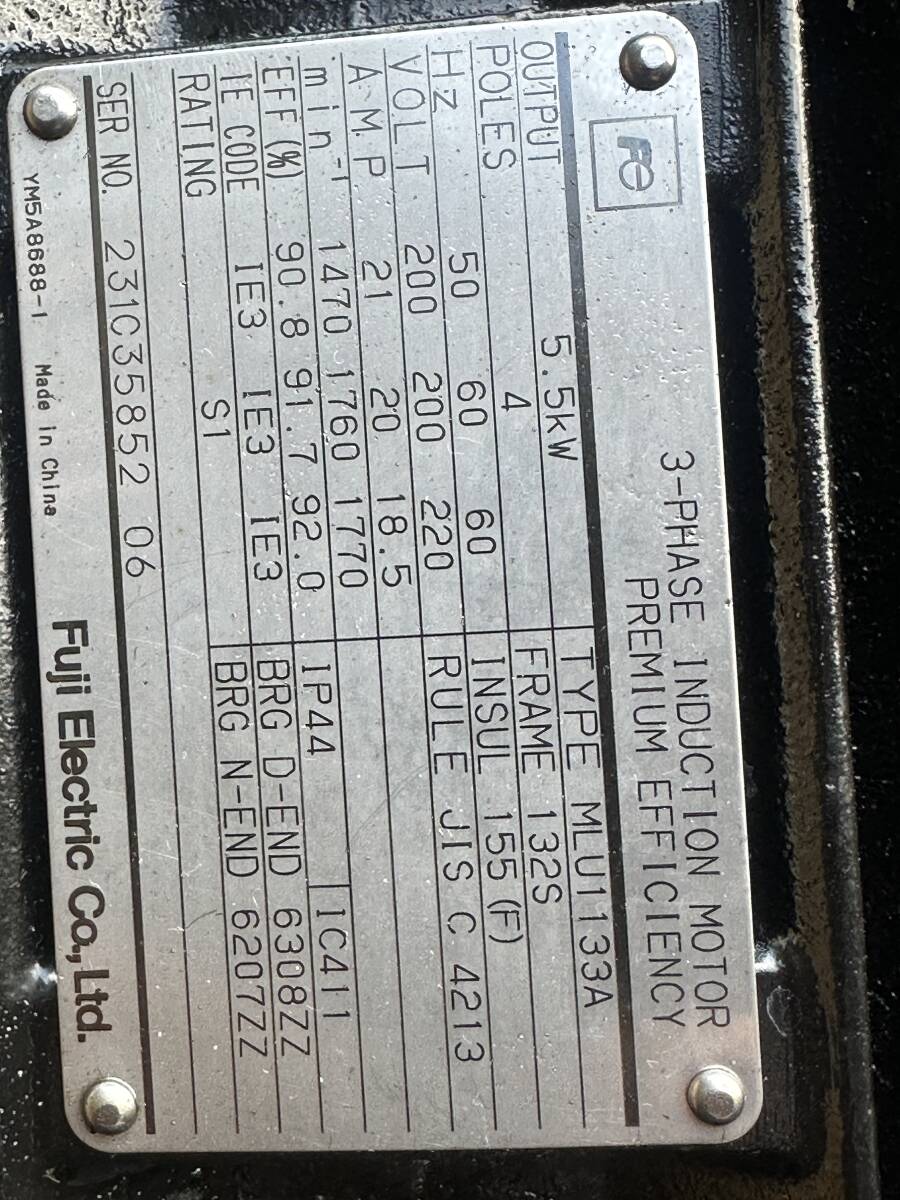 Fe
3-PHASE INDUCTION MOTOR
PREMIUM EFFICIENCY
OUTPUT 5.5kW TYPE MLU1133A
POLES 4 FRAME 132S
Hz 50 60 60 INSUL 155(F)
VOLT 200 200 220 RULE JIS C 4213
AMP 21 20 18.5
min-1 1470 1760 1770
EFF(%) 90.8 91.7 92.0 IP44 IC411
IE CODE IE3 IE3 IE3 BRG D-END 6308ZZ
RATING S1 BRG N-END 6207ZZ
SER NO. 231C35852 06
YM5A8688-1 Made in China Fuji Electric Co., Ltd.